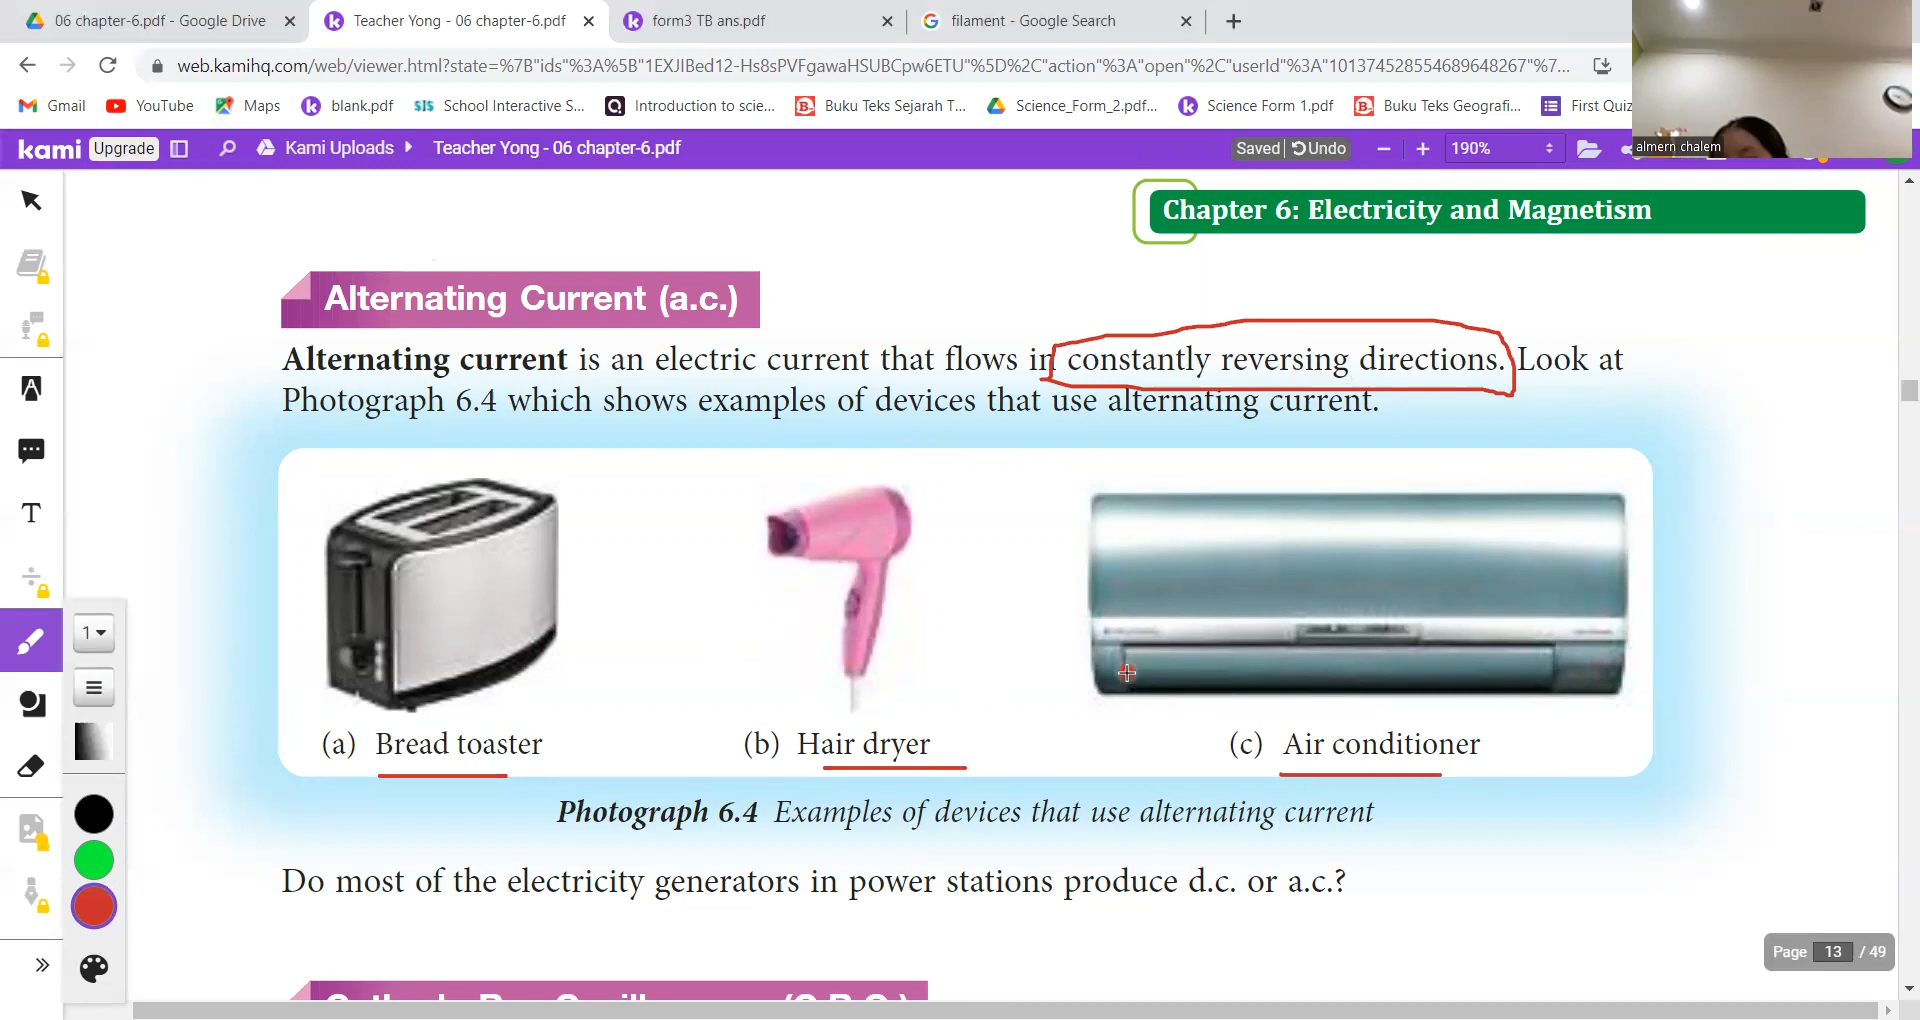 06 chapter-6.pdf - Google Drive
Teacher Yong - 06 chapter-6.pdf
form3 TB ans.pdf
filament - Google Search
web.kamihq.com/web/viewer.html?state=%7B"ids"%3A%5B"1EXJIBed12-Hs8sPVFgawaHSUBCpw6ETU"%5D%2C"action"%3A"open"%2C"userId"%3A"101374528554689648267"%7...
Gmail
YouTube
Maps
blank.pdf
School Interactive S...
Introduction to scie...
Buku Teks Sejarah T...
Science_Form_2.pdf...
Science Form 1.pdf
Buku Teks Geografi...
First Quiz
almern chalem
kami Upgrade
Kami Uploads
Teacher Yong - 06 chapter-6.pdf
Saved
Undo
190%
Chapter 6: Electricity and Magnetism
Alternating Current (a.c.)
Alternating current is an electric current that flows in constantly reversing directions. Look at
Photograph 6.4 which shows examples of devices that use alternating current.
(a) Bread toaster
(b) Hair dryer
(c) Air conditioner
Photograph 6.4 Examples of devices that use alternating current
Do most of the electricity generators in power stations produce d.c. or a.c.?
Page 13 / 49
1
T